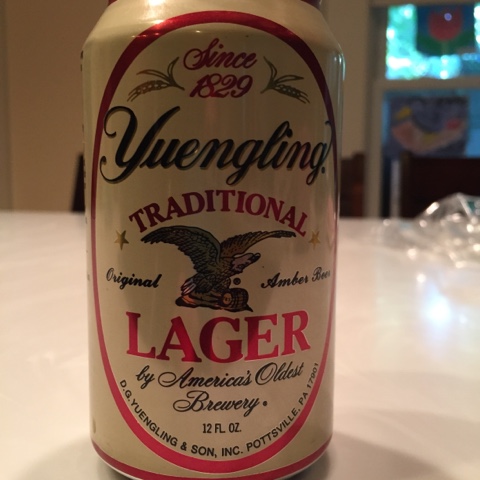 Since
1829
Yuengling
TRADITIONAL
Original Amber Beer
LAGER
by America's Oldest
Brewery.
12 FL. OZ.
D.G. YUENGLING & SON, INC. POTTSVILLE, PA 17901